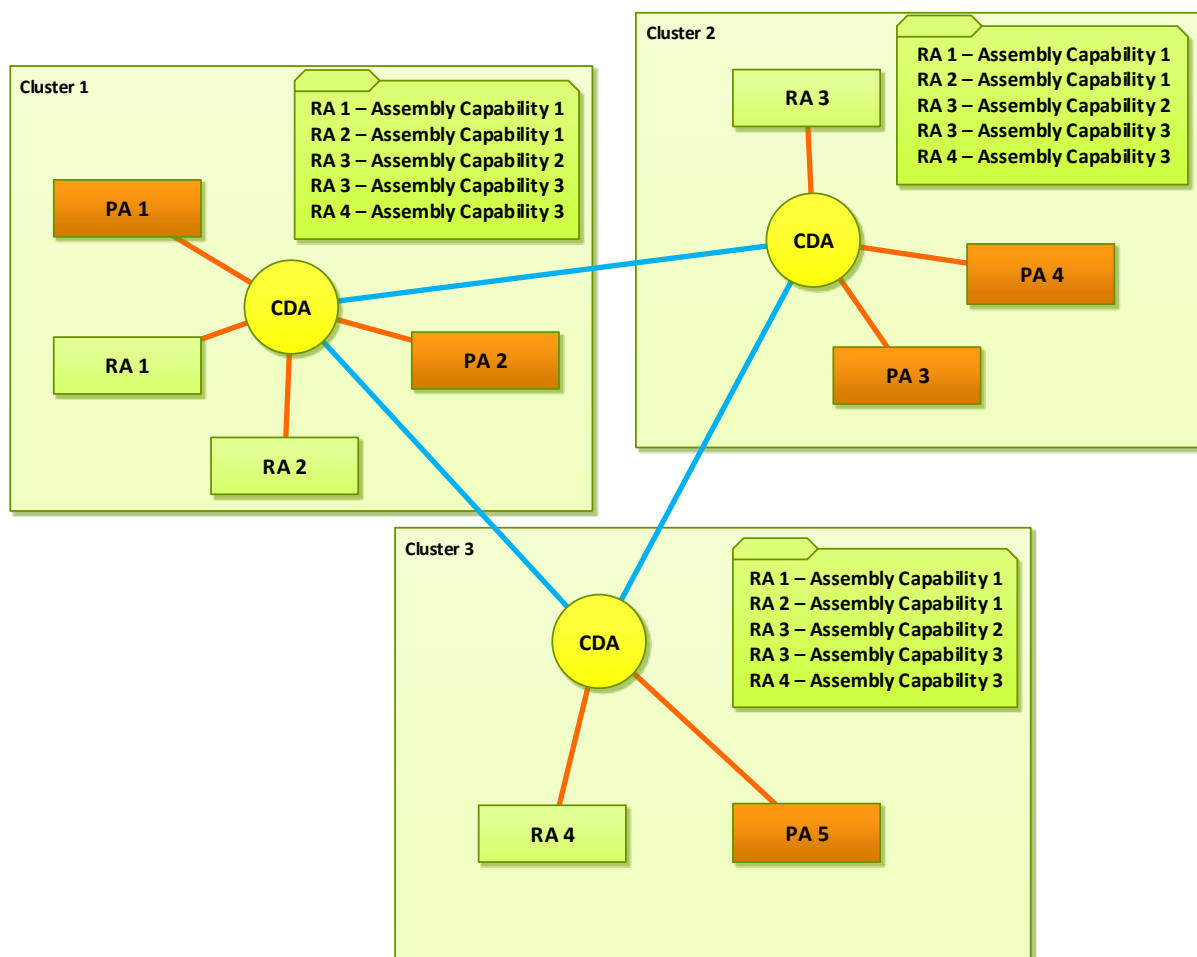 Cluster 1
RA 1 – Assembly Capability 1
RA 2 – Assembly Capability 1
RA 3 – Assembly Capability 2
RA 3 – Assembly Capability 3
RA 4 – Assembly Capability 3
PA 1
CDA
RA 1
PA 2
RA 2
Cluster 2
RA 1 – Assembly Capability 1
RA 2 – Assembly Capability 1
RA 3 – Assembly Capability 2
RA 3 – Assembly Capability 3
RA 4 – Assembly Capability 3
RA 3
CDA
PA 4
PA 3
Cluster 3
RA 1 – Assembly Capability 1
RA 2 – Assembly Capability 1
RA 3 – Assembly Capability 2
RA 3 – Assembly Capability 3
RA 4 – Assembly Capability 3
CDA
RA 4
PA 5